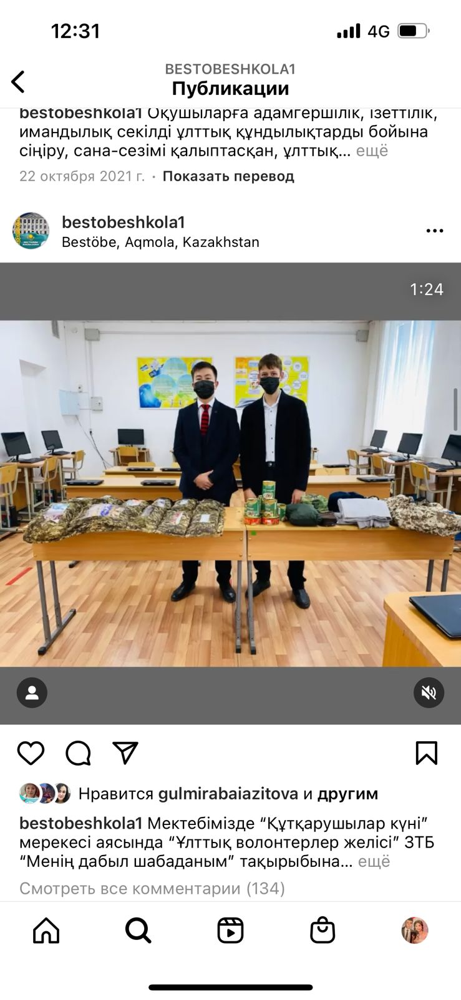 12:31
4G
BESTOBESHKOLA1
Публикации
bestobeshkola1 Оқушыларға адамгершілік, ізеттілік,
имандылық секілді ұлттық құндылықтарды бойына
сіңіру, сана-сезімі қалыптасқан, ұлттық... ещё
22 октября 2021 г. · Показать перевод
bestobeshkola1
Bestöbe, Aqmola, Kazakhstan
1:24
Нравится gulmirabaiazitova и другим
bestobeshkola1 Мектебімізде “Құтқарушылар күні”
мерекесі аясында “Ұлттық волонтерлер желісі” ЗТБ
“Менің дабыл шабаданым” тақырыбына... ещё
Смотреть все комментарии (134)